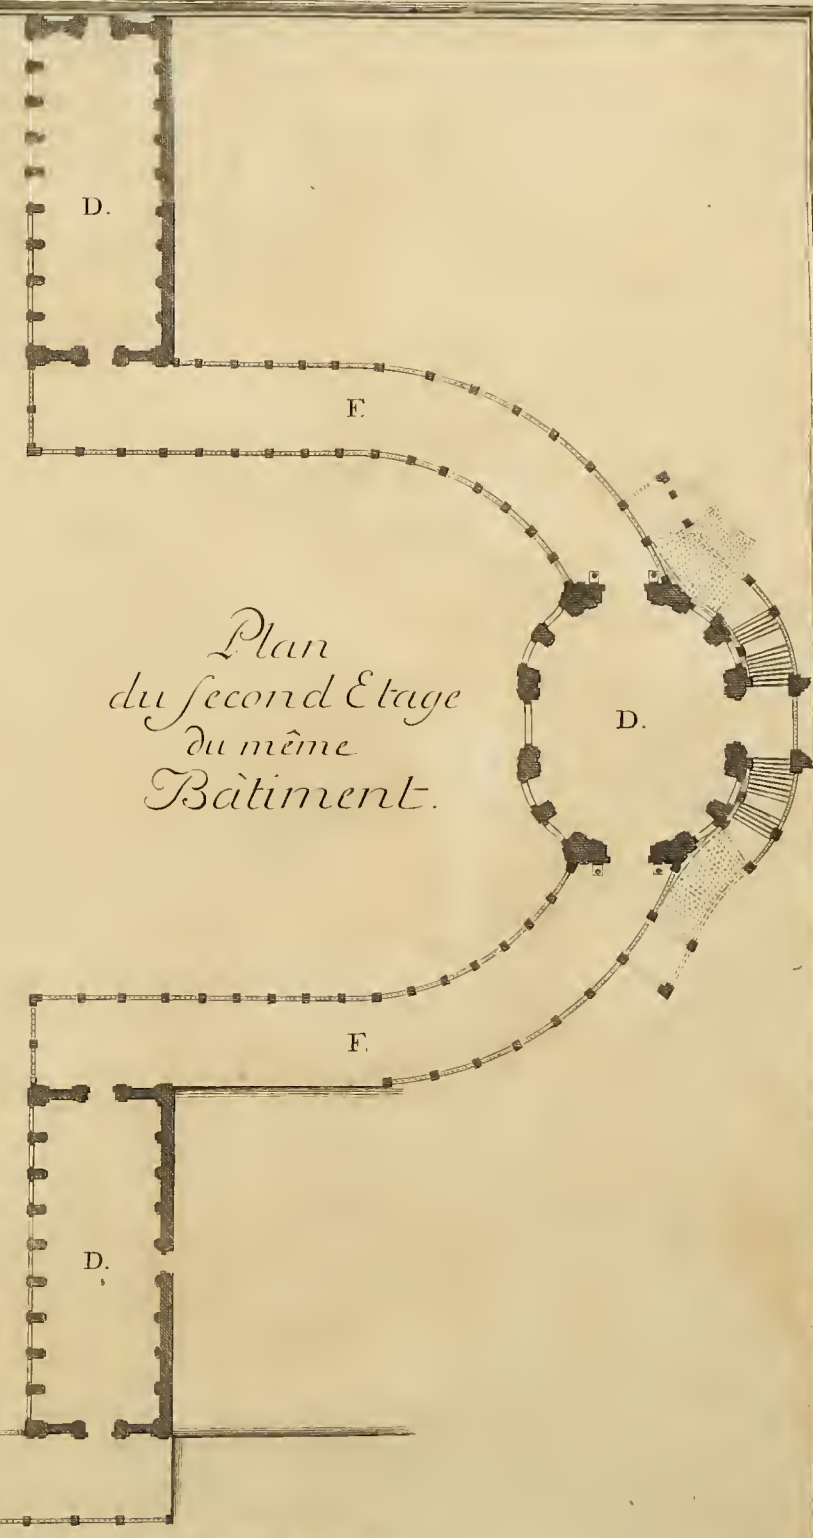 D.
F.
Plan
du second Etage
du même
Bâtiment.
D.
F.
D.